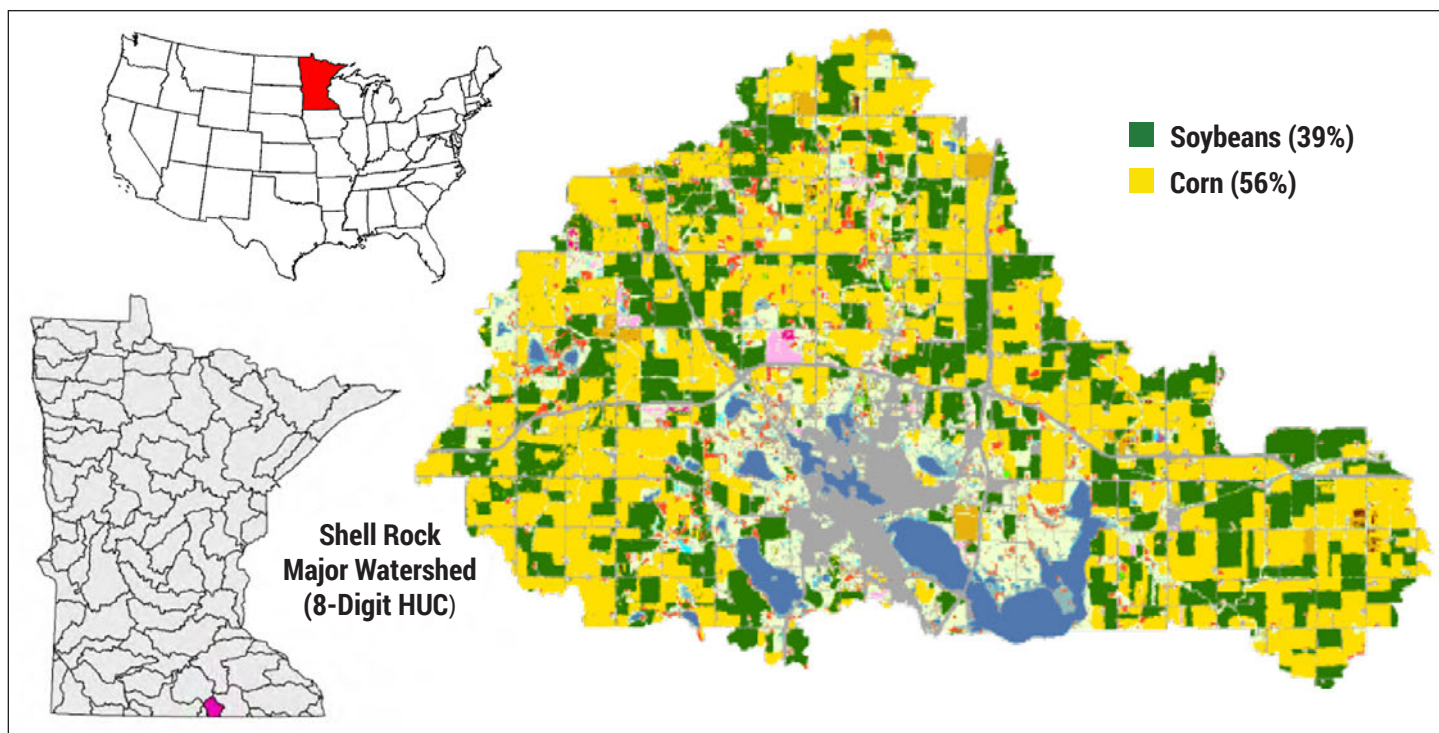 Soybeans (39%)
Corn (56%)
Shell Rock
Major Watershed
(8-Digit HUC)